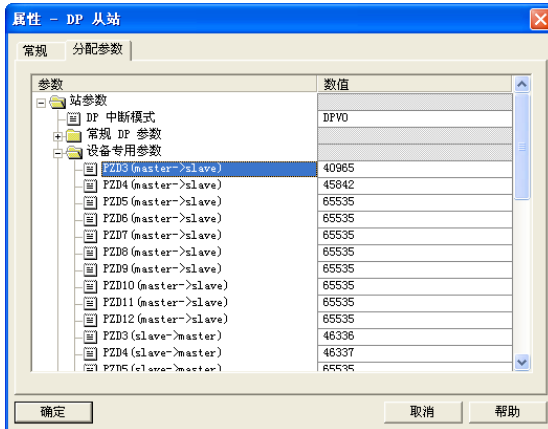 属性 - DP 从站
常规 分配参数
参数 数值
站参数
DP 中断模式 DPV0
常规 DP 参数
设备专用参数
PZD3(master->slave) 40965
PZD4(master->slave) 45842
PZD5(master->slave) 65535
PZD6(master->slave) 65535
PZD7(master->slave) 65535
PZD8(master->slave) 65535
PZD9(master->slave) 65535
PZD10(master->slave) 65535
PZD11(master->slave) 65535
PZD12(master->slave) 65535
PZD3(slave->master) 46336
PZD4(slave->master) 46337
PZD5(slave->master) 65535
确定 取消 帮助